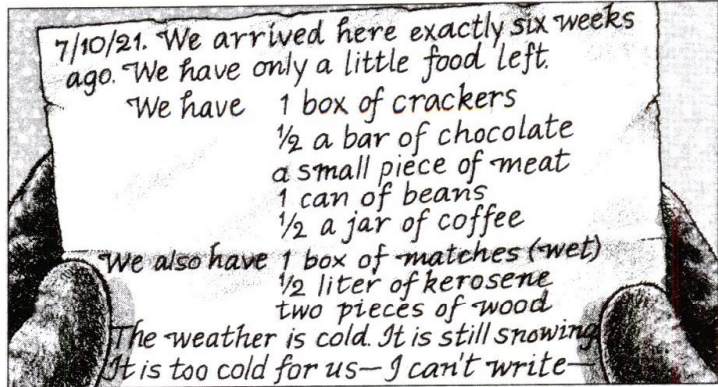 7/10/21. We arrived here exactly six weeks
ago. We have only a little food left.
We have 1 box of crackers
½ a bar of chocolate
a small piece of meat
1 can of beans
½ a jar of coffee
We also have 1 box of matches (wet)
½ liter of kerosene
two pieces of wood
The weather is cold. It is still snowing
It is too cold for us— I can't write—